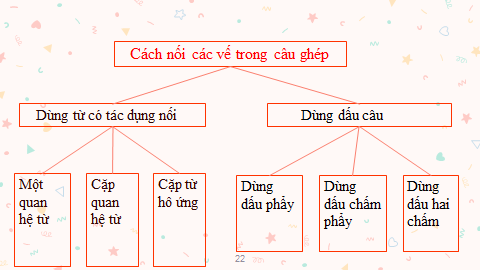 Cách nối các vế trong câu ghép
Dùng từ có tác dụng nối
Dùng dấu câu
Một
quan
hệ từ
Cặp
quan
hệ từ
Cặp từ
hô ứng
Dùng
dấu phẩy
Dùng
dấu chấm
phẩy
Dùng
dấu hai
chấm
22